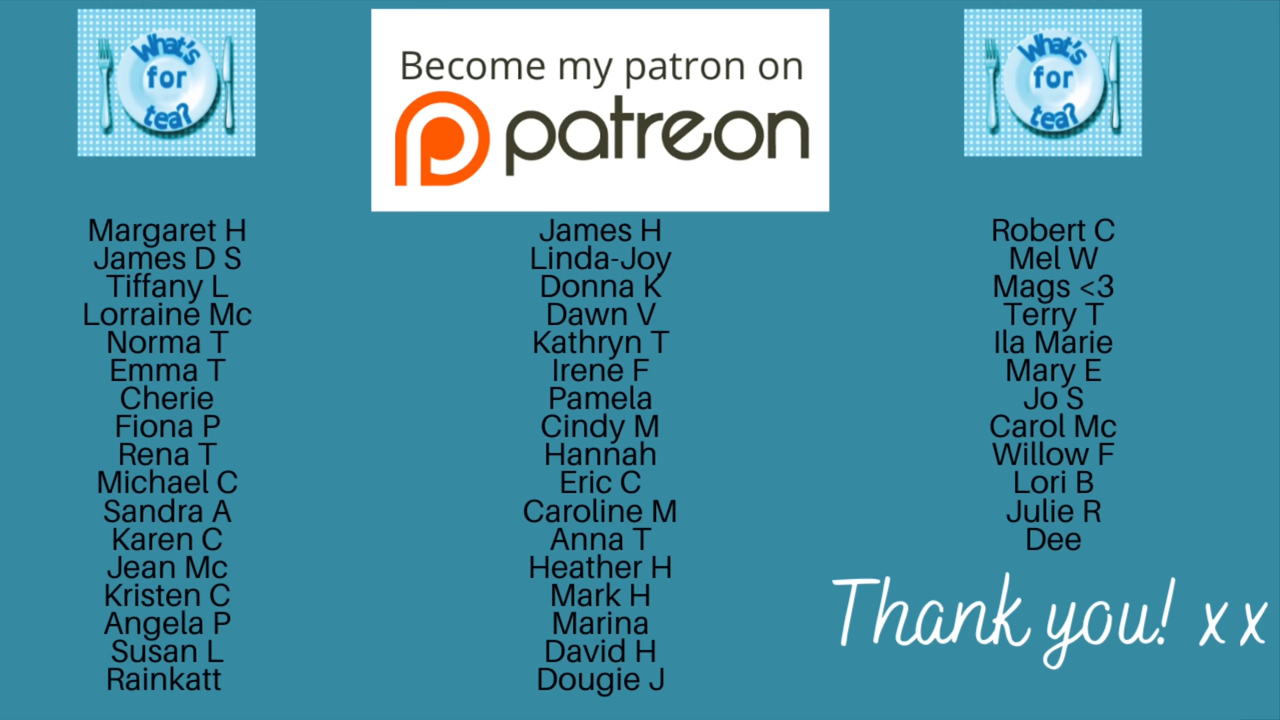 What's
for
tea?
Become my patron on
patreon
What's
for
tea?
Margaret H
James D S
Tiffany L
Lorraine Mc
Norma T
Emma T
Cherie
Fiona P
Rena T
Michael C
Sandra A
Karen C
Jean Mc
Kristen C
Angela P
Susan L
Rainkatt
James H
Linda-Joy
Donna K
Dawn V
Kathryn T
Irene F
Pamela
Cindy M
Hannah
Eric C
Caroline M
Anna T
Heather H
Mark H
Marina
David H
Dougie J
Robert C
Mel W
Mags <3
Terry T
Ila Marie
Mary E
Jo S
Carol Mc
Willow F
Lori B
Julie R
Dee
Thank you! x x